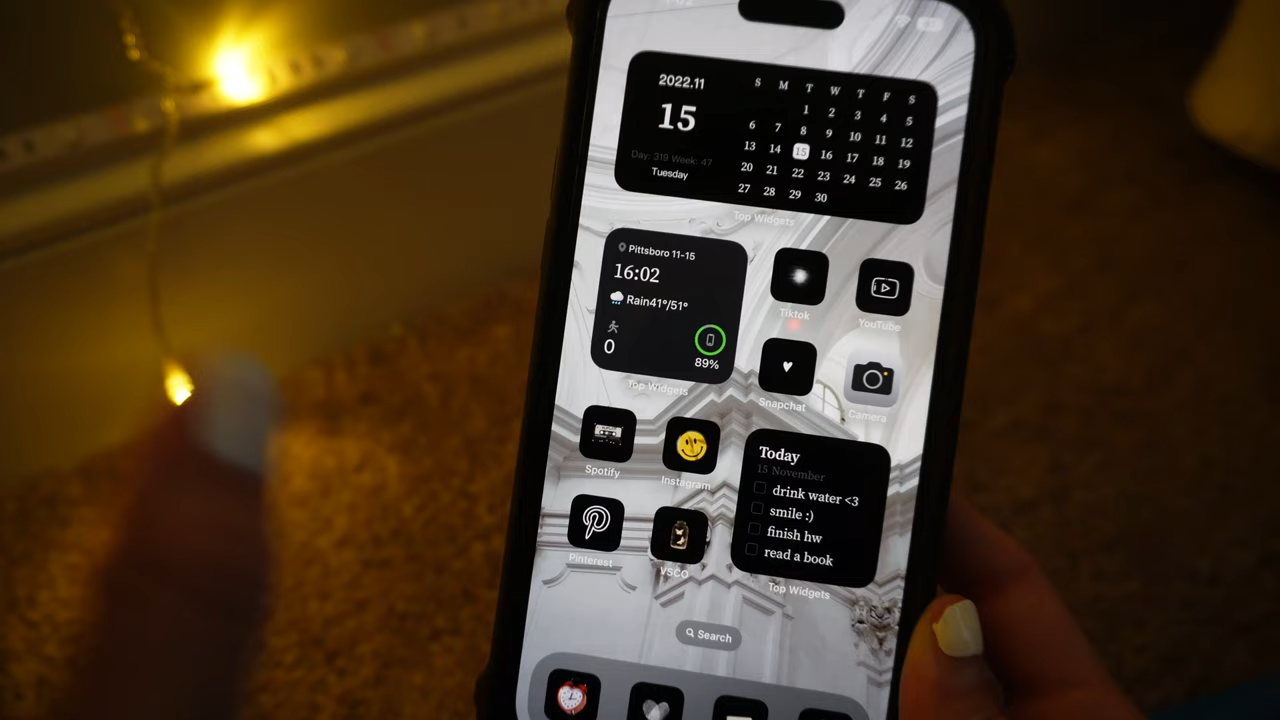 2022.11
15
Day: 319 Week: 47
Tuesday
S M T W T F S
1 2 3 4 5
6 7 8 9 10 11 12
13 14 15 16 17 18 19
20 21 22 23 24 25 26
27 28 29 30
Top Widgets
Pittsboro 11-15
16:02
Rain41°/51°
0
89%
Top Widgets
Tiktok
YouTube
Snapchat
Camera
Spotify
Instagram
Pinterest
VSCO
Today
15 November
drink water <3
smile :)
finish hw
read a book
Top Widgets
Search